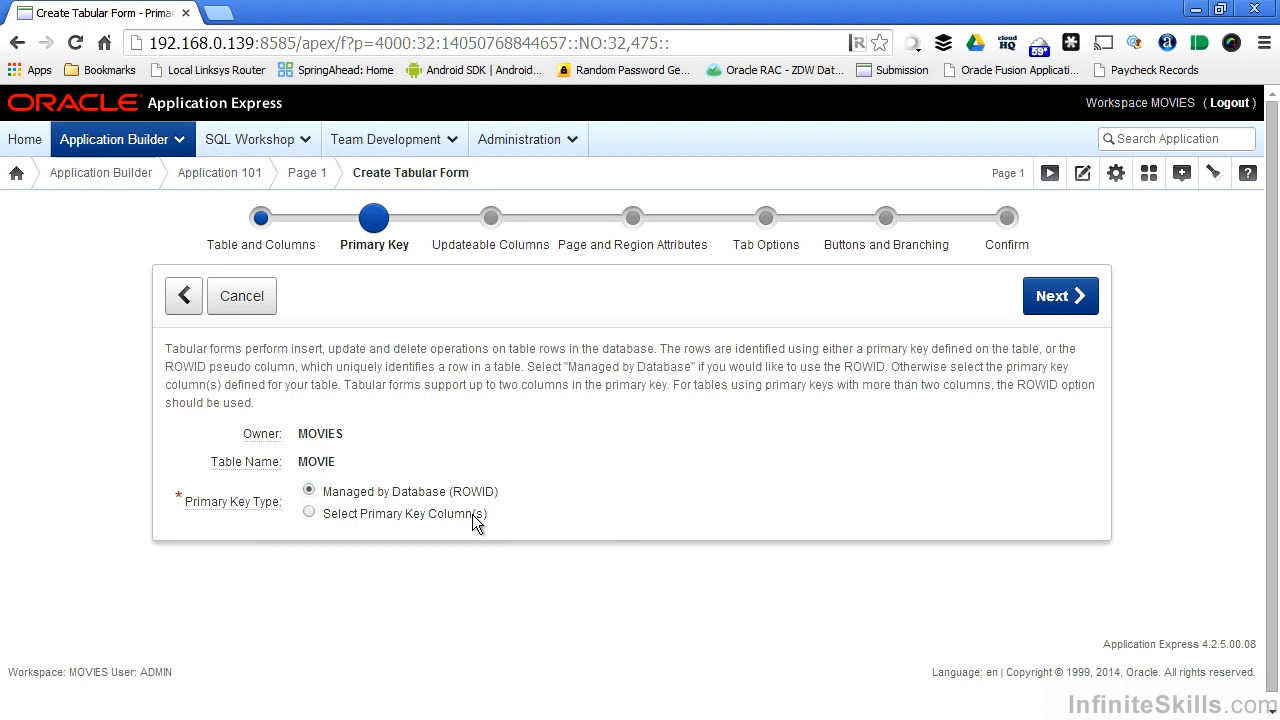 Create Tabular Form - Prima
192.168.0.139:8585/apex/f?p=4000:32:14050768844657::NO:32,475::
59°
Apps Bookmarks Local Linksys Router SpringAhead: Home Android SDK | Android... Random Password Ge... Oracle RAC - ZDW Dat... Submission Oracle Fusion Applicati... Paycheck Records
ORACLE Application Express
Workspace MOVIES ( Logout )
Home Application Builder SQL Workshop Team Development Administration Search Application
Application Builder Application 101 Page 1 Create Tabular Form Page 1
Table and Columns Primary Key Updateable Columns Page and Region Attributes Tab Options Buttons and Branching Confirm
Cancel Next
Tabular forms perform insert, update and delete operations on table rows in the database. The rows are identified using either a primary key defined on the table, or the
ROWID pseudo column, which uniquely identifies a row in a table. Select "Managed by Database" if you would like to use the ROWID. Otherwise select the primary key
column(s) defined for your table. Tabular forms support up to two columns in the primary key. For tables using primary keys with more than two columns, the ROWID option
should be used.
Owner: MOVIES
Table Name: MOVIE
* Primary Key Type: Managed by Database (ROWID)
Select Primary Key Column(s)
Application Express 4.2.5.00.08
Workspace: MOVIES User: ADMIN
Language: en | Copyright © 1999, 2014, Oracle. All rights reserved.
InfiniteSkills.com